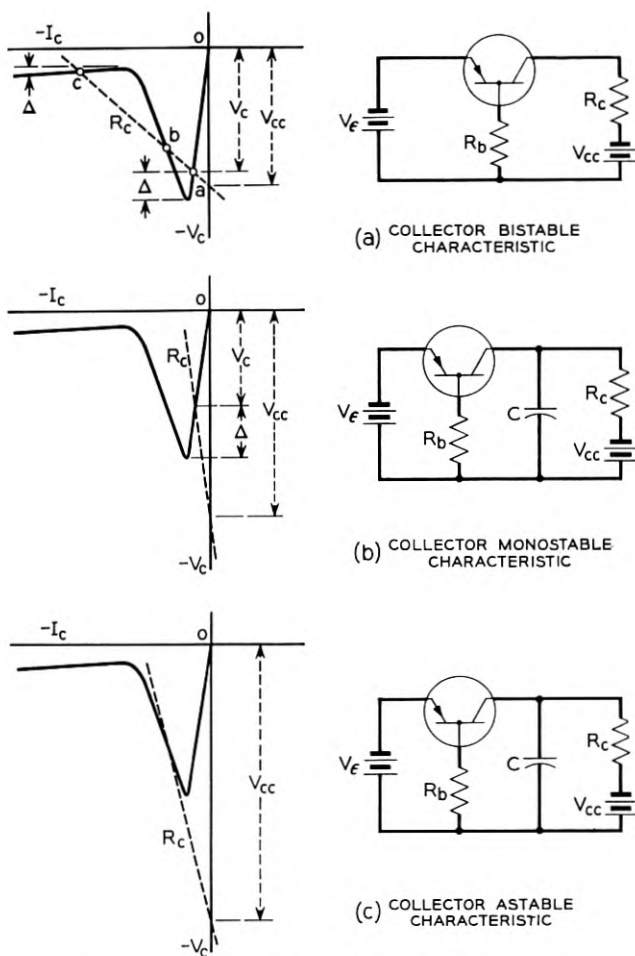 -Ic
o
Δ
c
Rc
b
Vc
Vcc
Δ
a
-Vc
Vε
Rb
Rc
Vcc
(a) COLLECTOR BISTABLE
CHARACTERISTIC
-Ic
o
Rc
Vc
Vcc
Δ
-Vc
Vε
Rb
C
Rc
Vcc
(b) COLLECTOR MONOSTABLE
CHARACTERISTIC
-Ic
o
Vcc
Rc
-Vc
Vε
Rb
C
Rc
Vcc
(c) COLLECTOR ASTABLE
CHARACTERISTIC